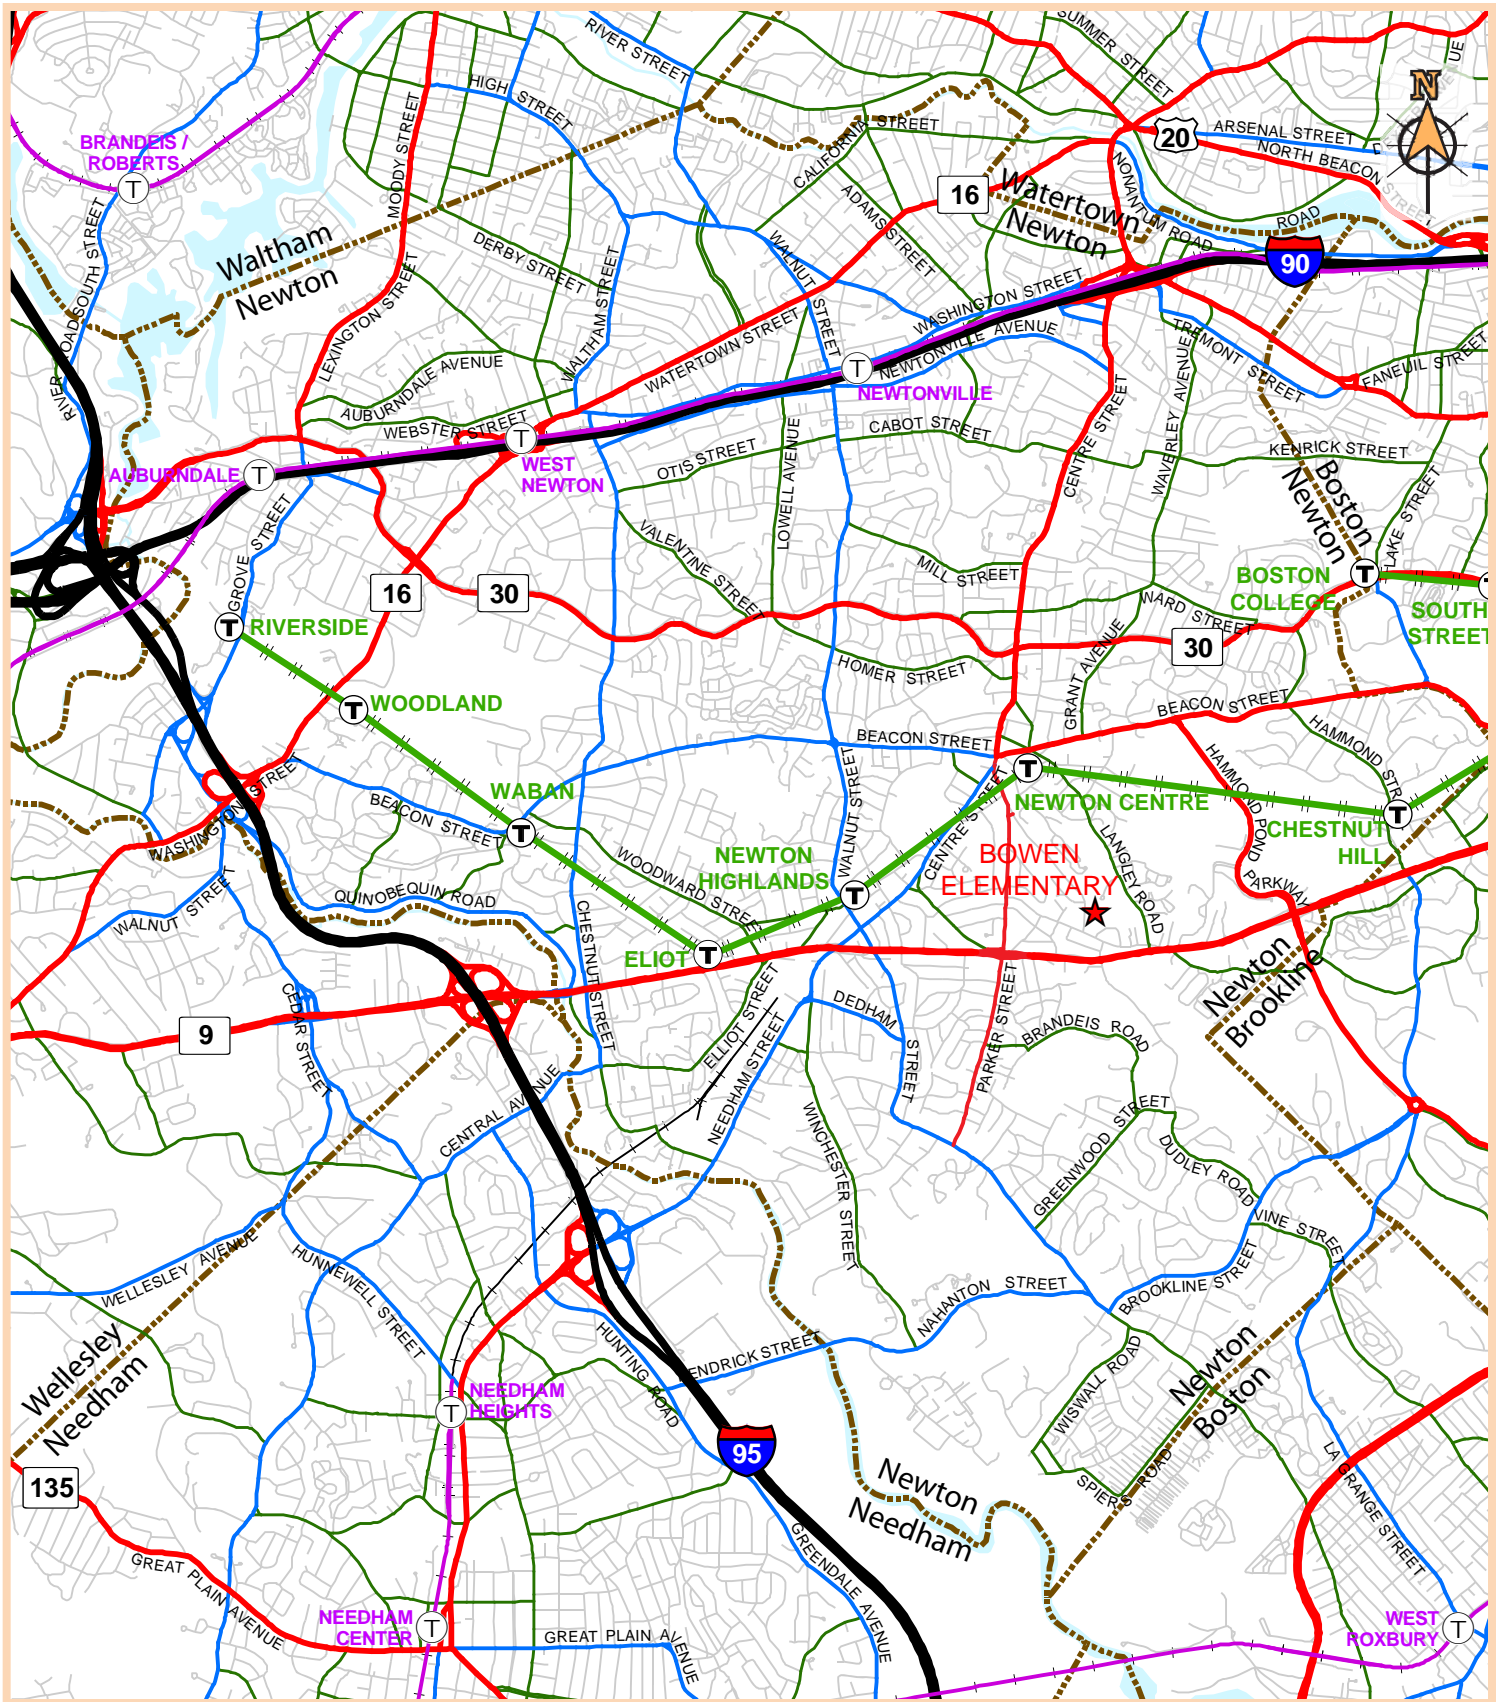 RIVER STREET
SUMMER STREET
UE
N
HIGH STREET
BRANDEIS /
ROBERTS
T
MOODY STREET
CALIFORNIA STREET
20
ARSENAL STREET
NORTH BEACON STREET
NONANTUM ROAD
ROAD
16
Watertown
Newton
ADAMS STREET
RIVER ROAD
SOUTH STREET
Waltham
Newton
DERBY STREET
WALTHAM STREET
WALNUT STREET
90
WASHINGTON STREET
NEWTONVILLE AVENUE
LEXINGTON STREET
WATERTOWN STREET
TREMONT STREET
FANEUIL STREET
AUBURNDALE AVENUE
T
NEWTONVILLE
WEBSTER STREET
T
WEST
NEWTON
CABOT STREET
CENTRE STREET
WAVERLEY AVENUE
KENRICK STREET
OTIS STREET
LOWELL AVENUE
AUBURNDALE
T
Boston
Newton
LAKE STREET
GROVE STREET
VALENTINE STREET
MILL STREET
BOSTON
COLLEGE
T
SOUTH
STREET
16
30
WARD STREET
30
T
RIVERSIDE
HOMER STREET
GRANT AVENUE
T
WOODLAND
BEACON STREET
BEACON STREET
HAMMOND STREET
HAMMOND POND
PARKWAY
WALNUT STREET
T
NEWTON CENTRE
WASHINGTON STREET
BEACON STREET
WABAN
T
CENTRE STREET
CHESTNUT
HILL
T
LANGLEY ROAD
WOODWARD STREET
NEWTON
HIGHLANDS
T
BOWEN
ELEMENTARY
WALNUT STREET
QUINOBEQUIN ROAD
CHESTNUT STREET
ELIOT
T
Newton
Brookline
CEDAR STREET
9
ELLIOT STREET
NEEDHAM STREET
DEDHAM
STREET
PARKER STREET
BRANDEIS ROAD
CENTRAL AVENUE
WINCHESTER STREET
GREENWOOD STREET
DUDLEY ROAD
VINE STREET
WELLESLEY AVENUE
HUNNEWELL STREET
NAHANTON STREET
BROOKLINE STREET
Wellesley
Needham
HUNTING ROAD
ENDRICK STREET
WISWALL ROAD
Newton
Boston
NEEDHAM
HEIGHTS
T
95
135
Newton
Needham
SPIERS ROAD
LA GRANGE STREET
GREAT PLAIN AVENUE
GREENDALE AVENUE
NEEDHAM
CENTER
T
GREAT PLAIN AVENUE
WEST
ROXBURY
T